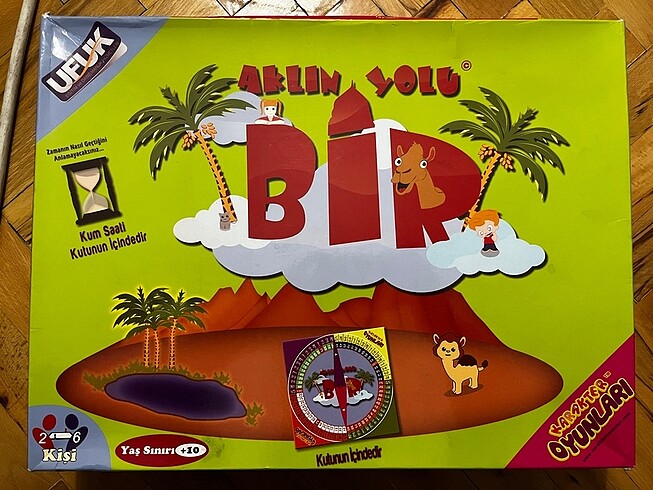 UFUK
AKLIN YOLU ©
BİR
Zamanın Nasıl Geçtiğini
Anlamayacaksınız...
Kum Saati
Kutunun İçindedir
2 6
Kişi
Yaş Sınırı +10
Kutunun İçindedir
KARAKTER ™
OYUNLARI